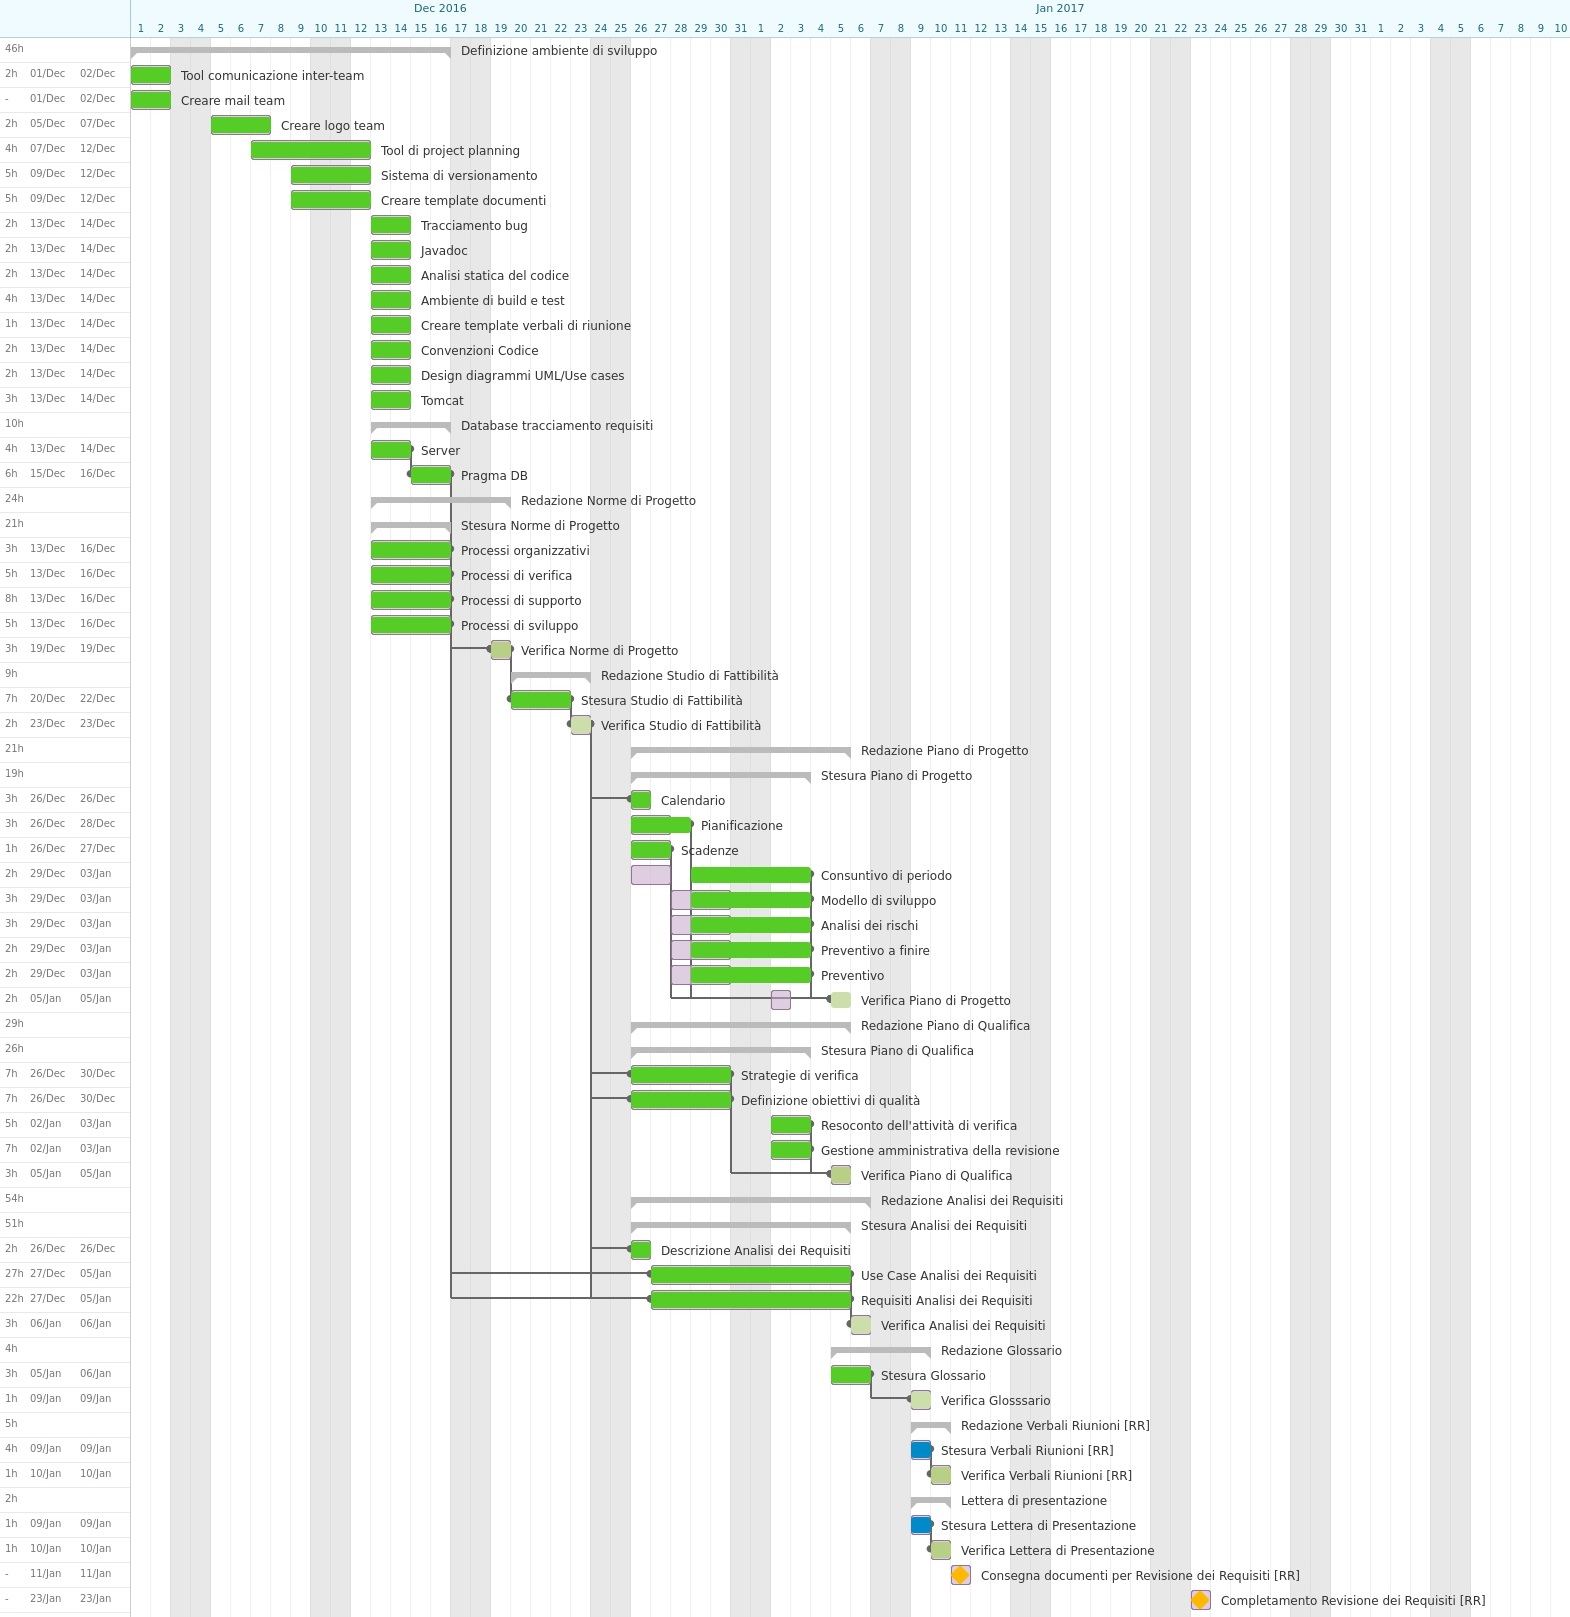 Dec 2016 Jan 2017
1 2 3 4 5 6 7 8 9 10 11 12 13 14 15 16 17 18 19 20 21 22 23 24 25 26 27 28 29 30 31 1 2 3 4 5 6 7 8 9 10 11 12 13 14 15 16 17 18 19 20 21 22 23 24 25 26 27 28 29 30 31 1 2 3 4 5 6 7 8 9 10
46h Definizione ambiente di sviluppo
2h 01/Dec 02/Dec Tool comunicazione inter-team
- 01/Dec 02/Dec Creare mail team
2h 05/Dec 07/Dec Creare logo team
4h 07/Dec 12/Dec Tool di project planning
5h 09/Dec 12/Dec Sistema di versionamento
5h 09/Dec 12/Dec Creare template documenti
2h 13/Dec 14/Dec Tracciamento bug
2h 13/Dec 14/Dec Javadoc
2h 13/Dec 14/Dec Analisi statica del codice
4h 13/Dec 14/Dec Ambiente di build e test
1h 13/Dec 14/Dec Creare template verbali di riunione
2h 13/Dec 14/Dec Convenzioni Codice
2h 13/Dec 14/Dec Design diagrammi UML/Use cases
3h 13/Dec 14/Dec Tomcat
10h Database tracciamento requisiti
4h 13/Dec 14/Dec Server
6h 15/Dec 16/Dec Pragma DB
24h Redazione Norme di Progetto
21h Stesura Norme di Progetto
3h 13/Dec 16/Dec Processi organizzativi
5h 13/Dec 16/Dec Processi di verifica
8h 13/Dec 16/Dec Processi di supporto
5h 13/Dec 16/Dec Processi di sviluppo
3h 19/Dec 19/Dec Verifica Norme di Progetto
9h Redazione Studio di Fattibilità
7h 20/Dec 22/Dec Stesura Studio di Fattibilità
2h 23/Dec 23/Dec Verifica Studio di Fattibilità
21h Redazione Piano di Progetto
19h Stesura Piano di Progetto
3h 26/Dec 26/Dec Calendario
3h 26/Dec 28/Dec Pianificazione
1h 26/Dec 27/Dec Scadenze
2h 29/Dec 03/Jan Consuntivo di periodo
3h 29/Dec 03/Jan Modello di sviluppo
3h 29/Dec 03/Jan Analisi dei rischi
2h 29/Dec 03/Jan Preventivo a finire
2h 29/Dec 03/Jan Preventivo
2h 05/Jan 05/Jan Verifica Piano di Progetto
29h Redazione Piano di Qualifica
26h Stesura Piano di Qualifica
7h 26/Dec 30/Dec Strategie di verifica
7h 26/Dec 30/Dec Definizione obiettivi di qualità
5h 02/Jan 03/Jan Resoconto dell'attività di verifica
7h 02/Jan 03/Jan Gestione amministrativa della revisione
3h 05/Jan 05/Jan Verifica Piano di Qualifica
54h Redazione Analisi dei Requisiti
51h Stesura Analisi dei Requisiti
2h 26/Dec 26/Dec Descrizione Analisi dei Requisiti
27h 27/Dec 05/Jan Use Case Analisi dei Requisiti
22h 27/Dec 05/Jan Requisiti Analisi dei Requisiti
3h 06/Jan 06/Jan Verifica Analisi dei Requisiti
4h Redazione Glossario
3h 05/Jan 06/Jan Stesura Glossario
1h 09/Jan 09/Jan Verifica Glosssario
5h Redazione Verbali Riunioni [RR]
4h 09/Jan 09/Jan Stesura Verbali Riunioni [RR]
1h 10/Jan 10/Jan Verifica Verbali Riunioni [RR]
2h Lettera di presentazione
1h 09/Jan 09/Jan Stesura Lettera di Presentazione
1h 10/Jan 10/Jan Verifica Lettera di Presentazione
- 11/Jan 11/Jan Consegna documenti per Revisione dei Requisiti [RR]
- 23/Jan 23/Jan Completamento Revisione dei Requisiti [RR]